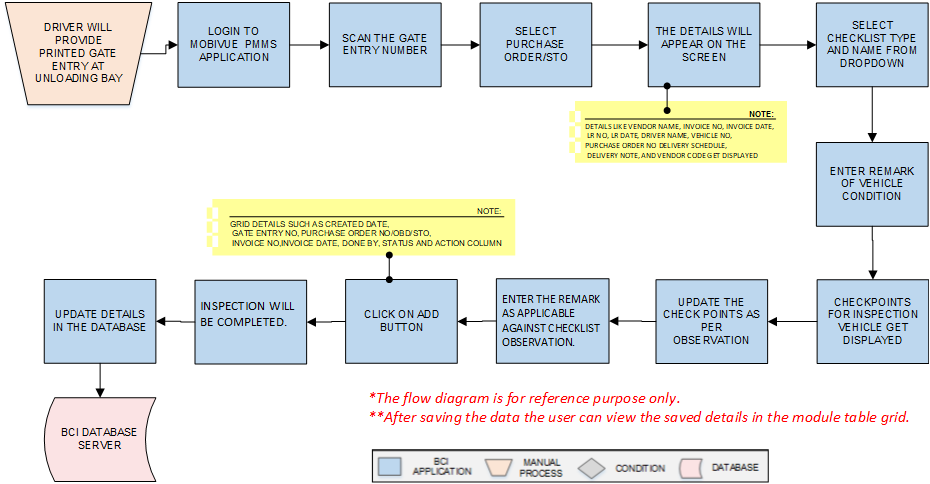 DRIVER WILL
PROVIDE
PRINTED GATE
ENTRY AT
UNLOADING BAY
LOGIN TO
MOBIVUE PMMS
APPLICATION
SCAN THE GATE
ENTRY NUMBER
SELECT
PURCHASE
ORDER/STO
THE DETAILS WILL
APPEAR ON THE
SCREEN
SELECT
CHECKLIST TYPE
AND NAME FROM
DROPDOWN
NOTE:
DETAILS LIKE VENDOR NAME, INVOICE NO, INVOICE DATE,
LR NO, LR DATE, DRIVER NAME, VEHICLE NO,
PURCHASE ORDER NO DELIVERY SCHEDULE,
DELIVERY NOTE, AND VENDOR CODE GET DISPLAYED
ENTER REMARK
OF VEHICLE
CONDITION
NOTE:
GRID DETAILS SUCH AS CREATED DATE,
GATE ENTRY NO, PURCHASE ORDER NO/OBD/STO,
INVOICE NO,INVOICE DATE, DONE BY, STATUS AND ACTION COLUMN
CHECKPOINTS
FOR INSPECTION
VEHICLE GET
DISPLAYED
UPDATE THE
CHECK POINTS AS
PER
OBSERVATION
ENTER THE REMARK
AS APPLICABLE
AGAINST CHECKLIST
OBSERVATION.
CLICK ON ADD
BUTTON
INSPECTION WILL
BE COMPLETED.
UPDATE DETAILS
IN THE DATABASE
BCI DATABASE
SERVER
*The flow diagram is for reference purpose only.
**After saving the data the user can view the saved details in the module table grid.
BCI
APPLICATION
MANUAL
PROCESS
CONDITION
DATABASE